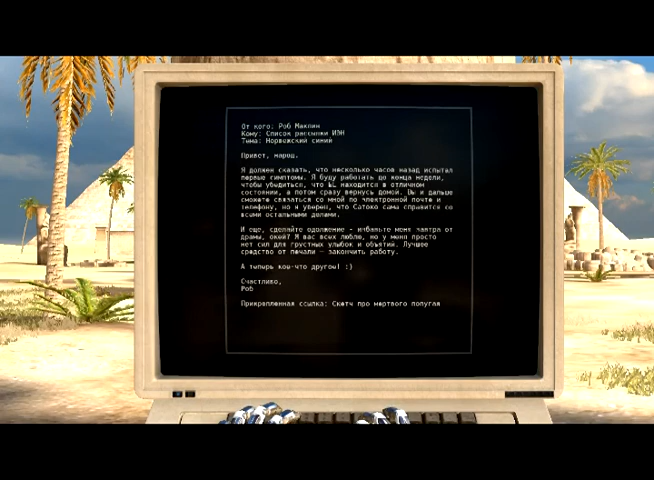 От кого: Роб Маклин
Кому: Список рассылки ИЭН
Тема: Норвежский синий
Привет, народ.
Я должен сказать, что несколько часов назад испытал
первые симптомы. Я буду работать до конца недели,
чтобы убедиться, что EL находится в отличном
состоянии, а потом сразу вернусь домой. Вы и дальше
сможете связаться со мной по электронной почте и
телефону, но я уверен, что Сатоко сама справится со
всеми остальными делами.
И еще, сделайте одолжение - избавьте меня завтра от
драмы, окей? Я вас всех люблю, но у меня просто
нет сил для грустных улыбок и объятий. Лучшее
средство от печали - закончить работу.
А теперь кое-что другое! :)
Счастливо,
Роб
Прикрепленная ссылка: Скетч про мертвого попугая